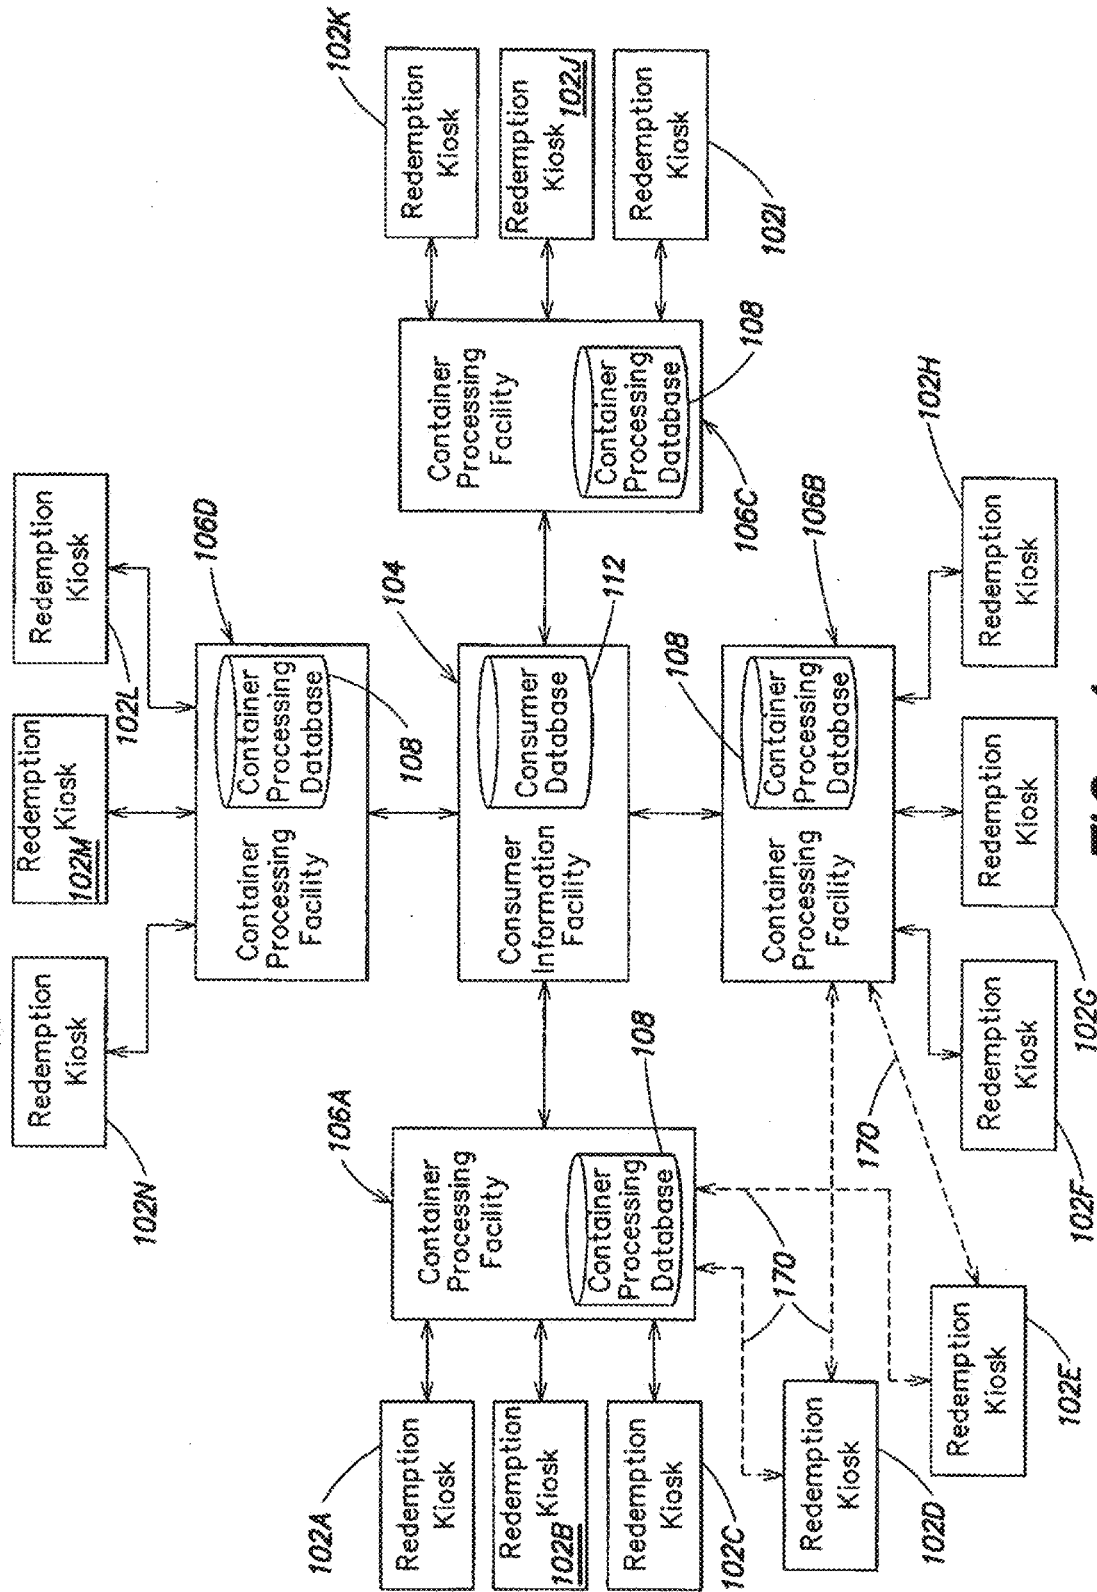 Redemption
Kiosk
102N
Redemption
Kiosk
102M
Redemption
Kiosk
102L
106D
Container
Processing
Facility
Container
Processing
Database
108
102A
Redemption
Kiosk
Redemption
Kiosk
102B
Redemption
Kiosk
102C
106A
Container
Processing
Facility
Container
Processing
Database
108
104
Consumer
Information
Facility
Consumer
Database
112
Container
Processing
Facility
Container
Processing
Database
108
106C
102K
Redemption
Kiosk
Redemption
Kiosk
102J
Redemption
Kiosk
102I
170
Redemption
Kiosk
102D
Redemption
Kiosk
102E
170
108
106B
Container
Processing
Facility
Container
Processing
Database
Redemption
Kiosk
102F
Redemption
Kiosk
102G
Redemption
Kiosk
102H